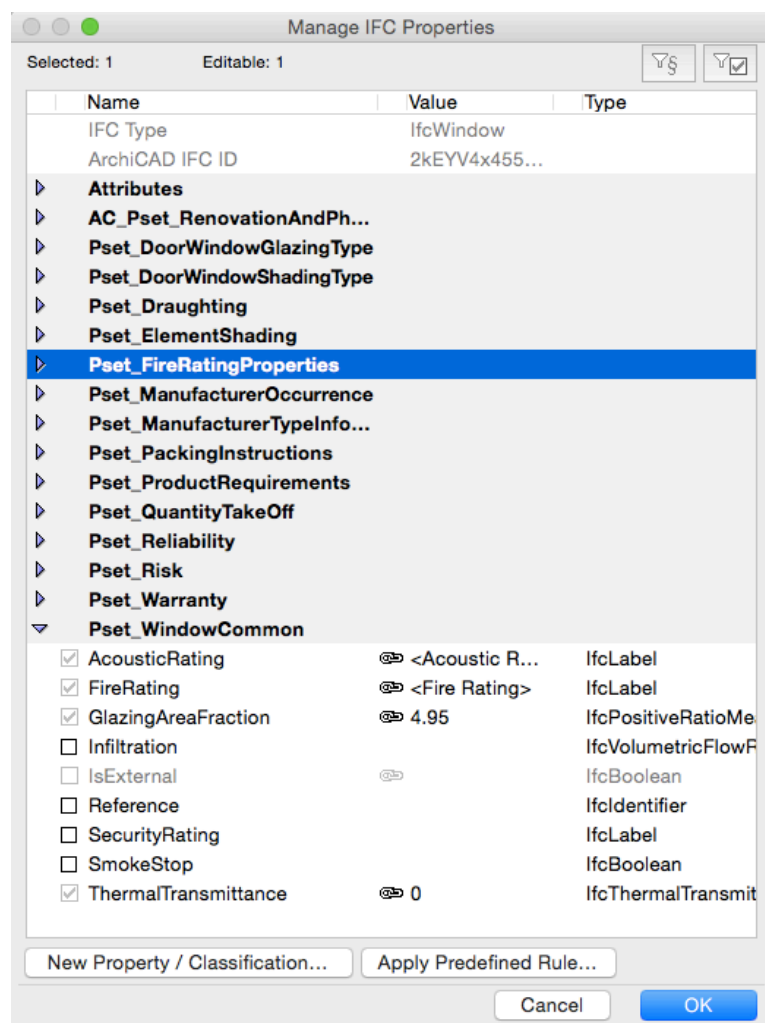 Manage IFC Properties
Selected: 1 Editable: 1
Name Value Type
IFC Type IfcWindow
ArchiCAD IFC ID 2kEYV4x455...
Attributes
AC_Pset_RenovationAndPh...
Pset_DoorWindowGlazingType
Pset_DoorWindowShadingType
Pset_Draughting
Pset_ElementShading
Pset_FireRatingProperties
Pset_ManufacturerOccurrence
Pset_ManufacturerTypeInfo...
Pset_PackingInstructions
Pset_ProductRequirements
Pset_QuantityTakeOff
Pset_Reliability
Pset_Risk
Pset_Warranty
Pset_WindowCommon
AcousticRating <Acoustic R... IfcLabel
FireRating <Fire Rating> IfcLabel
GlazingAreaFraction 4.95 IfcPositiveRatioMe
Infiltration IfcVolumetricFlowR
IsExternal IfcBoolean
Reference IfcIdentifier
SecurityRating IfcLabel
SmokeStop IfcBoolean
ThermalTransmittance 0 IfcThermalTransmit
New Property / Classification... Apply Predefined Rule...
Cancel OK